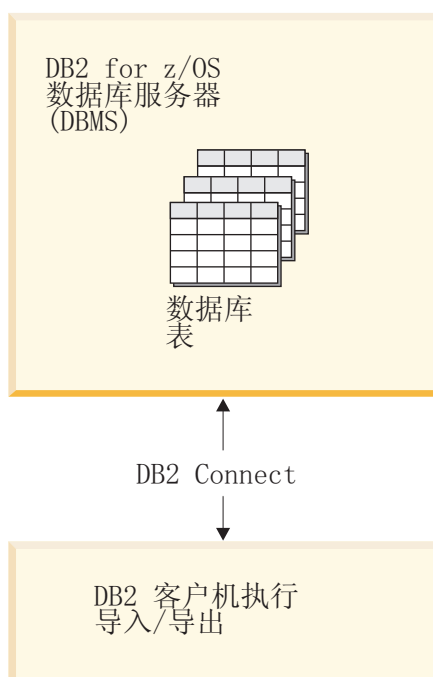 DB2 for z/OS
数据库服务器
(DBMS)
数据库
表
DB2 Connect
DB2 客户机执行
导入/导出